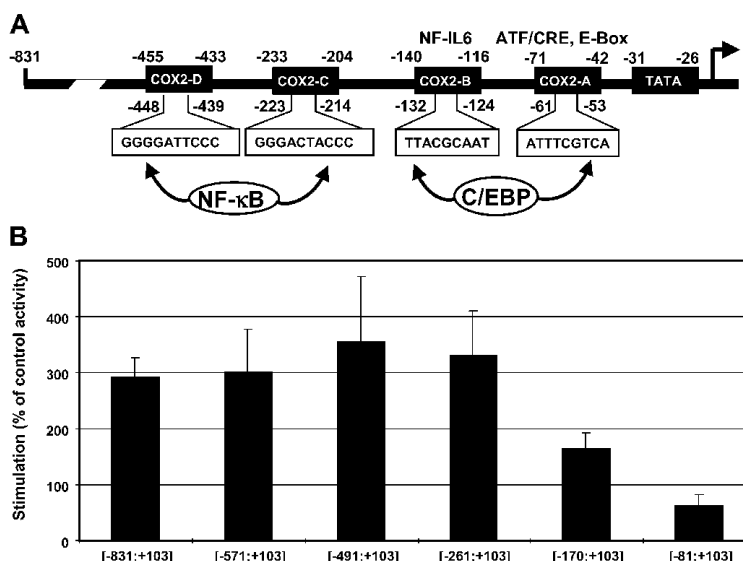 A
NF-IL6 ATF/CRE, E-Box
-831 -455 -433 -233 -204 -140 -116 -71 -42 -31 -26
COX2-D COX2-C COX2-B COX2-A TATA
-448 -439 -223 -214 -132 -124 -61 -53
GGGGATTCCC GGGACTACCC TTACGCAAT ATTTCGTCA
NF-κB C/EBP
B
Stimulation (% of control activity)
500
400
300
200
100
0
[-831:+103] [-571:+103] [-491:+103] [-261:+103] [-170:+103] [-81:+103]